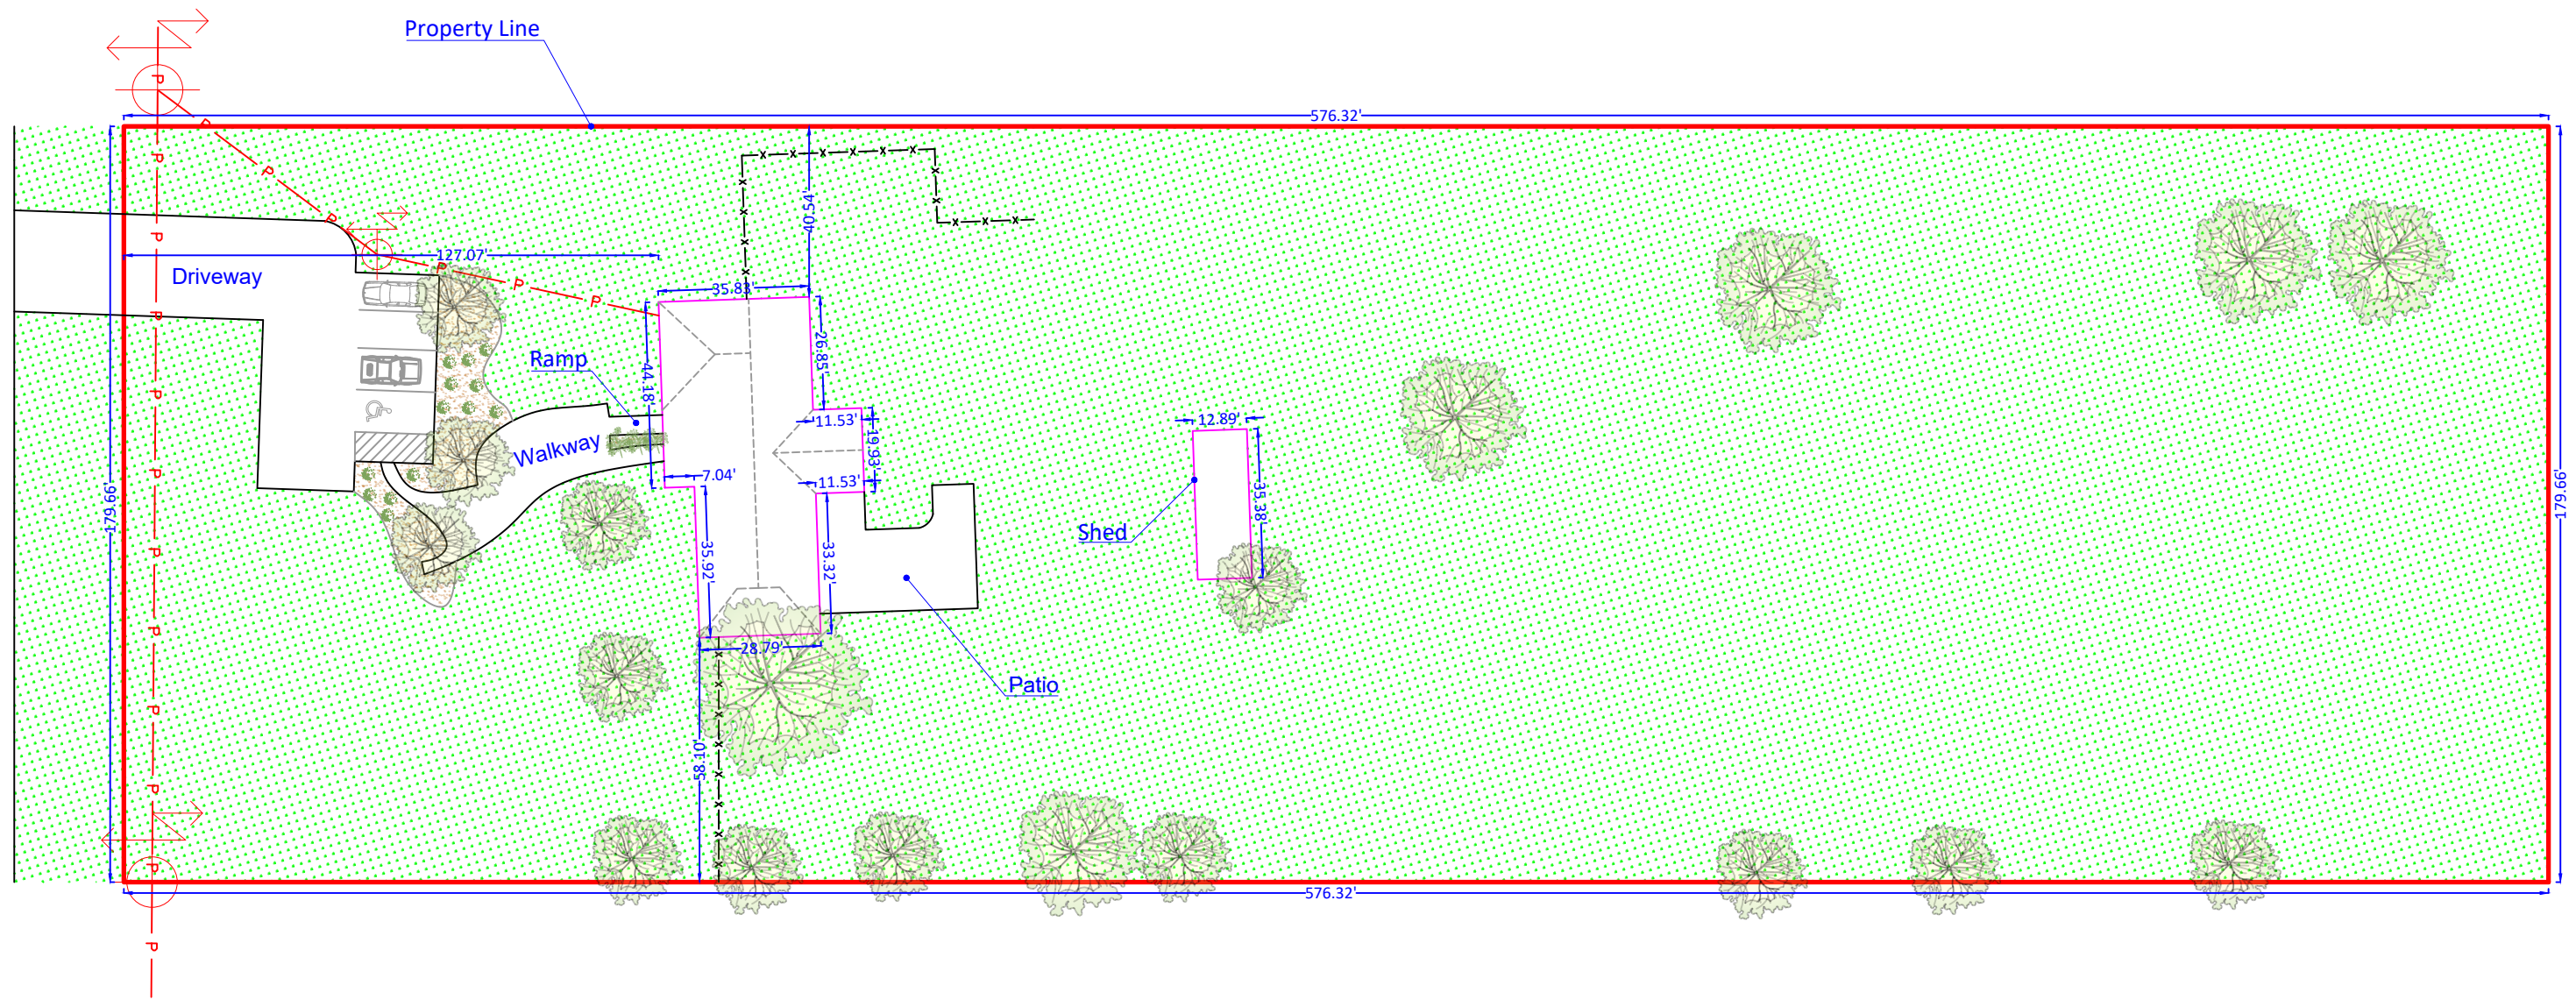 Property Line
576.32'
P
P
P
P
40.54'
P
P
127.07'
Driveway
P
P
P
35.83'
P
26.85'
Ramp
44.18'
P
11.53'
12.89'
Walkway
19.93'
P
7.04'
11.53'
179.66'
35.38'
179.66'
Shed
P
35.92'
33.32'
P
28.79'
Patio
P
58.10'
P
P
576.32'
P